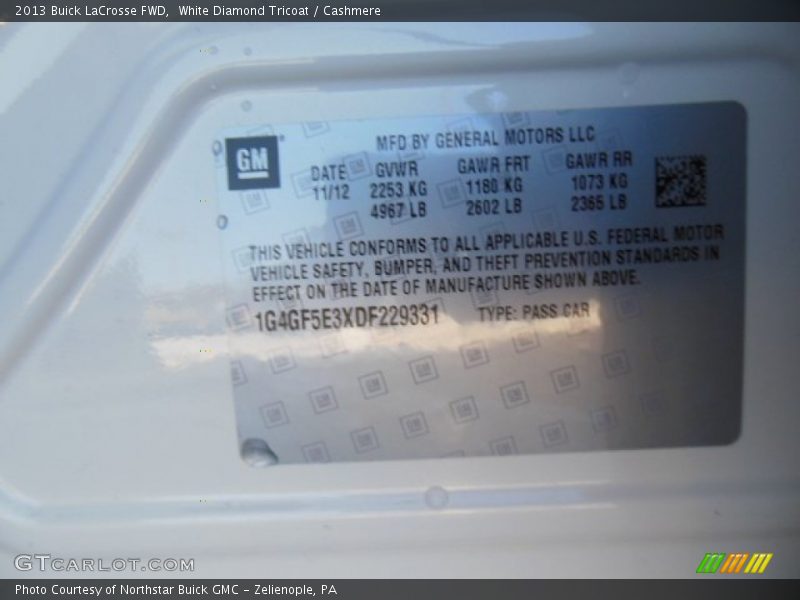 2013 Buick LaCrosse FWD,  White Diamond Tricoat / Cashmere
MFD BY GENERAL MOTORS LLC
GM
DATE GVWR GAWR FRT GAWR RR
11/12 2253 KG 1180 KG 1073 KG
4967 LB 2602 LB 2365 LB
THIS VEHICLE CONFORMS TO ALL APPLICABLE U.S. FEDERAL MOTOR
VEHICLE SAFETY, BUMPER, AND THEFT PREVENTION STANDARDS IN
EFFECT ON THE DATE OF MANUFACTURE SHOWN ABOVE.
1G4GF5E3XDF229331 TYPE: PASS CAR
GTCARLOT.COM
Photo Courtesy of Northstar Buick GMC – Zelienople, PA